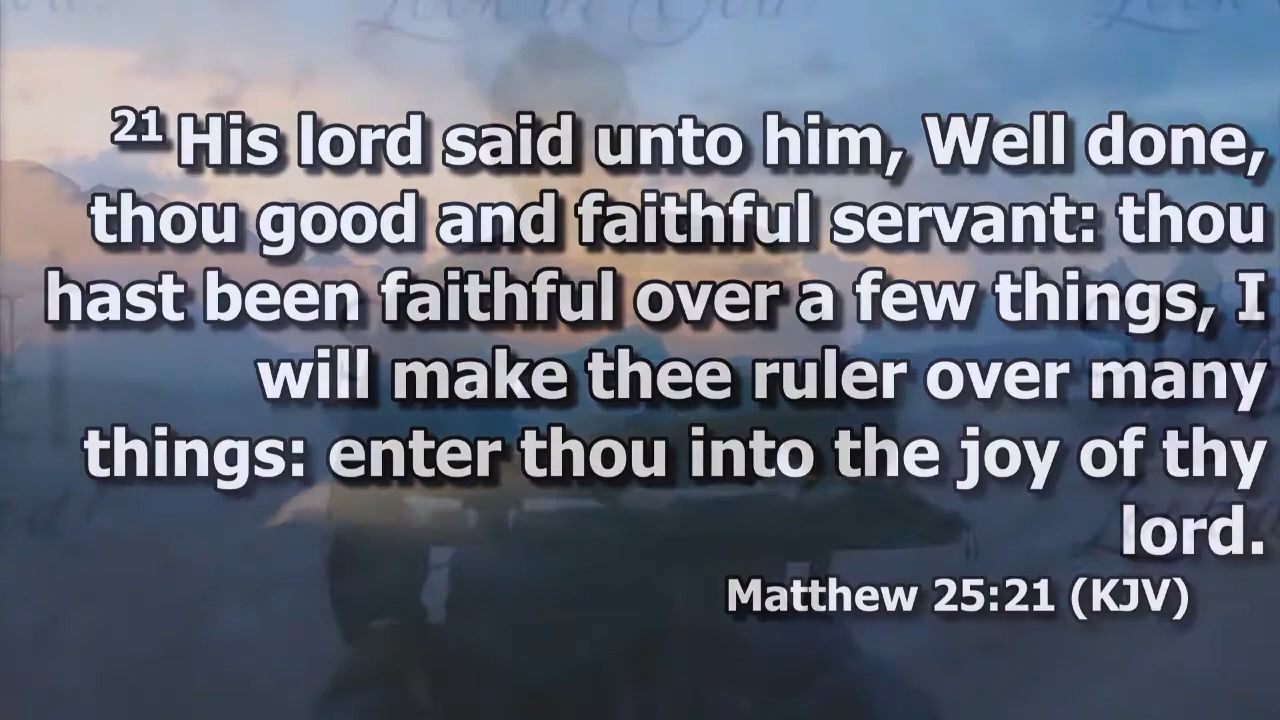 21 His lord said unto him, Well done,
thou good and faithful servant: thou
hast been faithful over a few things, I
will make thee ruler over many
things: enter thou into the joy of thy
lord.
Matthew 25:21 (KJV)